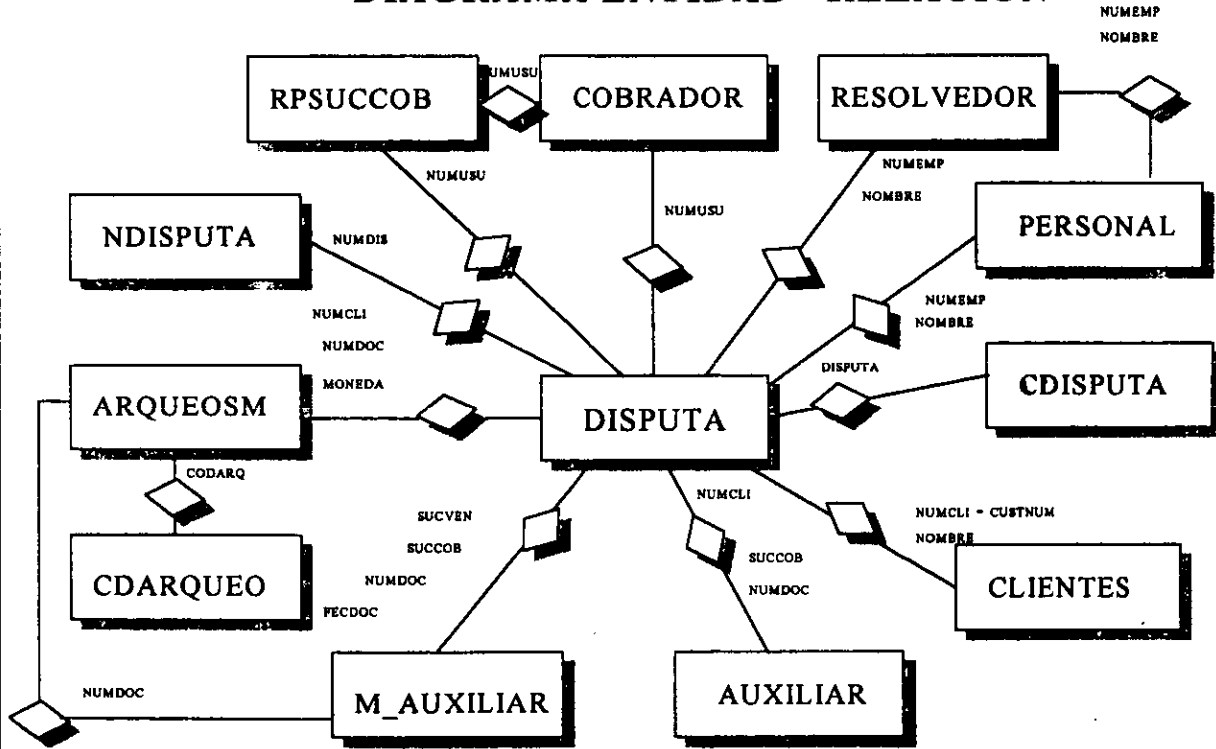 DIAGRAMA ENTIDAD - RELACION
NUMEMP
NOMBRE
RPSUCCOB
UMUSU
COBRADOR
RESOLVEDOR
NUMUSU
NUMUSU
NUMEMP
NOMBRE
PERSONAL
NDISPUTA
NUMDIS
NUMEMP
NOMBRE
NUMCLI
NUMDOC
MONEDA
ARQUEOSM
DISPUTA
DISPUTA
CDISPUTA
CODARQ
NUMCLI
SUCVEN
SUCCOB
NUMDOC
FECDOC
SUCCOB
NUMDOC
NUMCLI - CUSTNUM
NOMBRE
CDARQUEO
CLIENTES
NUMDOC
M_AUXILIAR
AUXILIAR